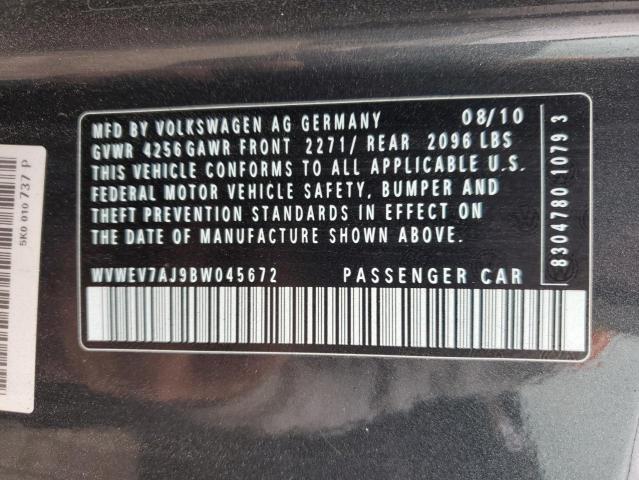 MFD BY VOLKSWAGEN AG GERMANY 08/10
GVWR 4256 GAWR FRONT 2271/ REAR 2096 LBS
THIS VEHICLE CONFORMS TO ALL APPLICABLE U.S.
FEDERAL MOTOR VEHICLE SAFETY, BUMPER AND
THEFT PREVENTION STANDARDS IN EFFECT ON
THE DATE OF MANUFACTURE SHOWN ABOVE.
WVWEV7AJ9BW045672 PASSENGER CAR
8304780 1079 3
5K0 010 737 P